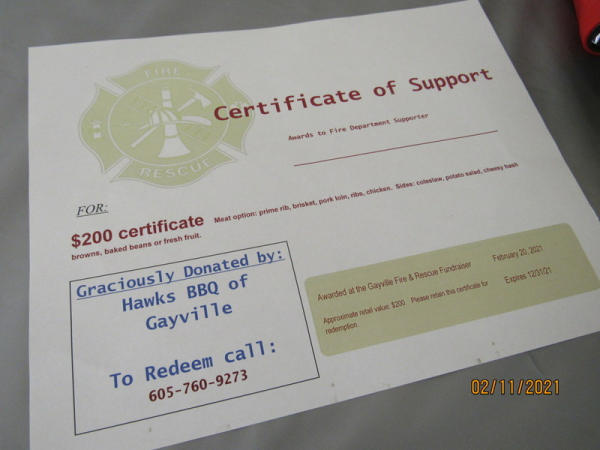 FIRE
RESCUE
Certificate of Support
Awards to Fire Department Supporter
FOR:
$200 certificate Meat option: prime rib, brisket, pork loin, ribs, chicken. Sides: coleslaw, potato salad, cheesy hash
browns, baked beans or fresh fruit.
Graciously Donated by:
Hawks BBQ of
Gayville
To Redeem call:
605-760-9273
Awarded at the Gayville Fire & Rescue Fundraiser February 20, 2021
Approximate retail value: $200 Please retain this certificate for Expires 12/31/21
redemption.
02/11/2021